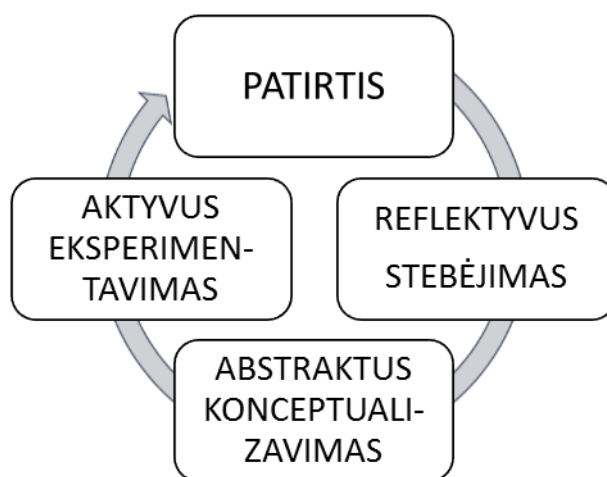 PATIRTIS
REFLEKTYVUS
STEBĖJIMAS
ABSTRAKTUS
KONCEPTUALI-
ZAVIMAS
AKTYVUS
EKSPERIMEN-
TAVIMAS